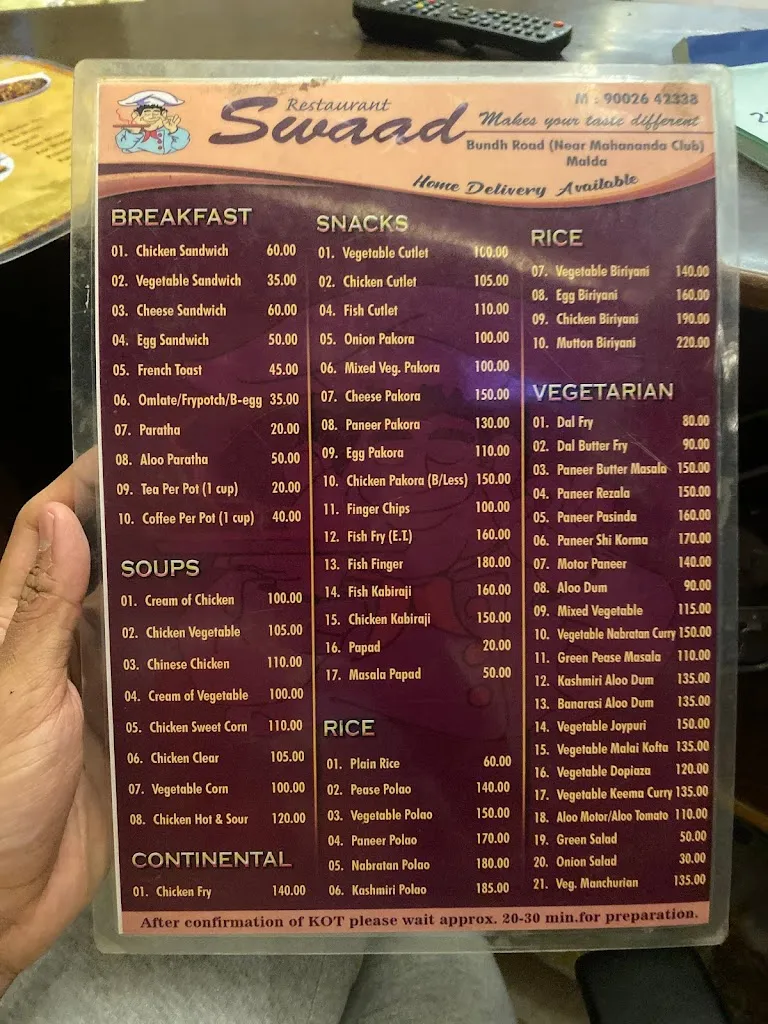 Restaurant
Swaad
M : 90026 42338
Makes your taste different
Bundh Road (Near Mahananda Club)
Malda
Home Delivery Available
BREAKFAST
01. Chicken Sandwich 60.00
02. Vegetable Sandwich 35.00
03. Cheese Sandwich 60.00
04. Egg Sandwich 50.00
05. French Toast 45.00
06. Omlate/Frypotch/B-egg 35.00
07. Paratha 20.00
08. Aloo Paratha 50.00
09. Tea Per Pot (1 cup) 20.00
10. Coffee Per Pot (1 cup) 40.00
SOUPS
01. Cream of Chicken 100.00
02. Chicken Vegetable 105.00
03. Chinese Chicken 110.00
04. Cream of Vegetable 100.00
05. Chicken Sweet Corn 110.00
06. Chicken Clear 105.00
07. Vegetable Corn 100.00
08. Chicken Hot & Sour 120.00
CONTINENTAL
01. Chicken Fry 140.00
SNACKS
01. Vegetable Cutlet 100.00
02. Chicken Cutlet 105.00
04. Fish Cutlet 110.00
05. Onion Pakora 100.00
06. Mixed Veg. Pakora 100.00
07. Cheese Pakora 150.00
08. Paneer Pakora 130.00
09. Egg Pakora 110.00
10. Chicken Pakora (B/Less) 150.00
11. Finger Chips 100.00
12. Fish Fry (E.T.) 160.00
13. Fish Finger 180.00
14. Fish Kabiraji 160.00
15. Chicken Kabiraji 150.00
16. Papad 20.00
17. Masala Papad 50.00
RICE
01. Plain Rice 60.00
02. Pease Polao 140.00
03. Vegetable Polao 150.00
04. Paneer Polao 170.00
05. Nabratan Polao 180.00
06. Kashmiri Polao 185.00
RICE
07. Vegetable Biriyani 140.00
08. Egg Biriyani 160.00
09. Chicken Biriyani 190.00
10. Mutton Biriyani 220.00
VEGETARIAN
01. Dal Fry 80.00
02. Dal Butter Fry 90.00
03. Paneer Butter Masala 150.00
04. Paneer Rezala 150.00
05. Paneer Pasinda 160.00
06. Paneer Shi Korma 170.00
07. Motor Paneer 140.00
08. Aloo Dum 90.00
09. Mixed Vegetable 115.00
10. Vegetable Nabratan Curry 150.00
11. Green Pease Masala 110.00
12. Kashmiri Aloo Dum 135.00
13. Banarasi Aloo Dum 135.00
14. Vegetable Joypuri 150.00
15. Vegetable Malai Kofta 135.00
16. Vegetable Dopiaza 120.00
17. Vegetable Keema Curry 135.00
18. Aloo Motor/Aloo Tomato 110.00
19. Green Salad 50.00
20. Onion Salad 30.00
21. Veg. Manchurian 135.00
After confirmation of KOT please wait approx. 20-30 min.for preparation.